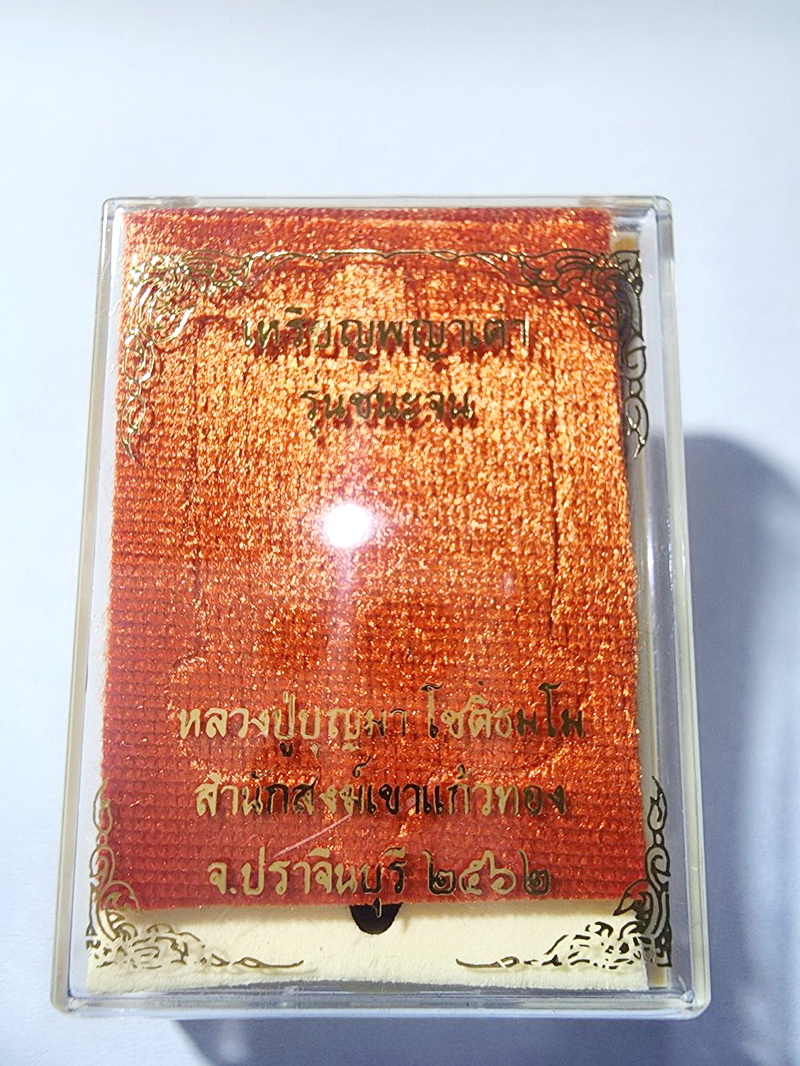 เหรียญพญาเต่า
รุ่นชนะจน
หลวงปู่บุญมา โชติธมฺโม
สำนักสงฆ์เขาแก้วทอง
จ.ปราจีนบุรี ๒๕๖๒